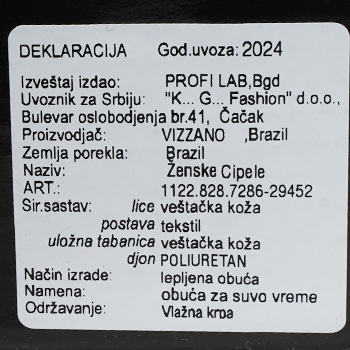 DEKLARACIJA God.uvoza: 2024
Izveštaj izdao: PROFI LAB,Bgd
Uvoznik za Srbiju: "K... G... Fashion" d.o.o.,
Bulevar oslobodjenja br.41, Čačak
Proizvodjač: VIZZANO ,Brazil
Zemlja porekla: Brazil
Naziv: Ženske Cipele
ART.: 1122.828.7286-29452
Sir.sastav: lice veštačka koža
postava tekstil
uložna tabanica veštačka koža
djon POLIURETAN
Način izrade: lepljena obuća
Namena: obuća za suvo vreme
Održavanje: Vlažna krpa